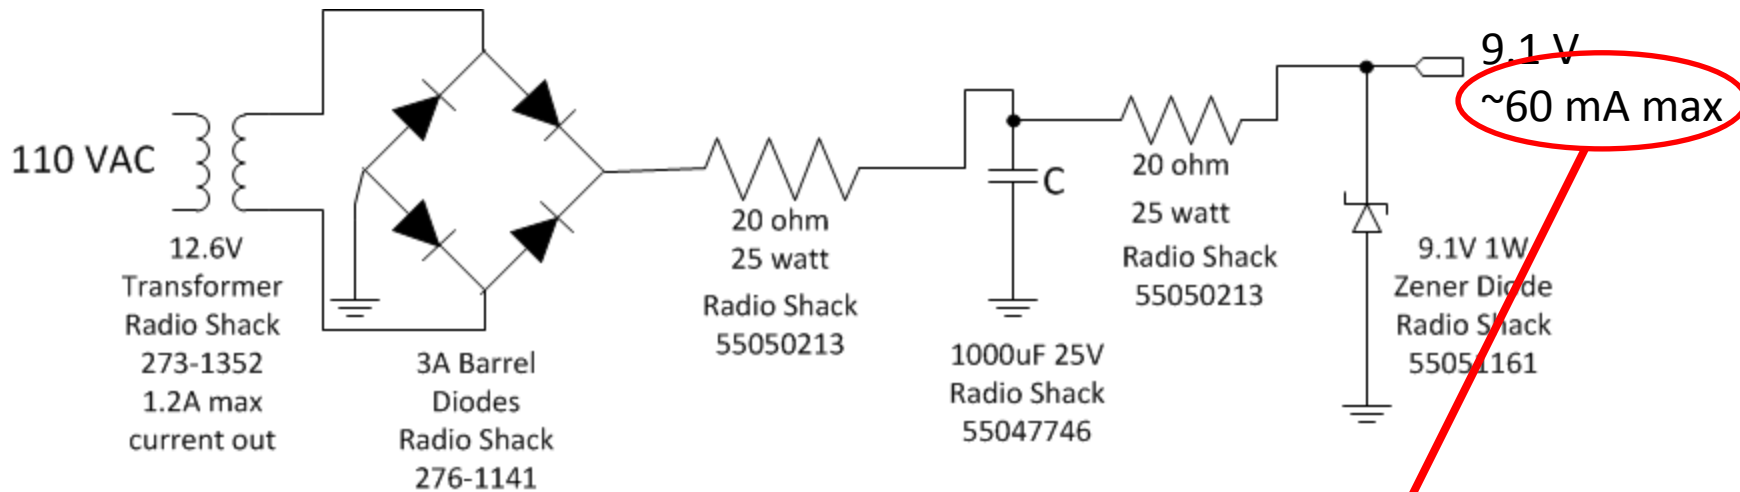 110 VAC
12.6V
Transformer
Radio Shack
273-1352
1.2A max
current out
3A Barrel
Diodes
Radio Shack
276-1141
20 ohm
25 watt
Radio Shack
55050213
C
1000uF 25V
Radio Shack
55047746
20 ohm
25 watt
Radio Shack
55050213
9.1 V
~60 mA max
9.1V 1W
Zener Diode
Radio Shack
55051161